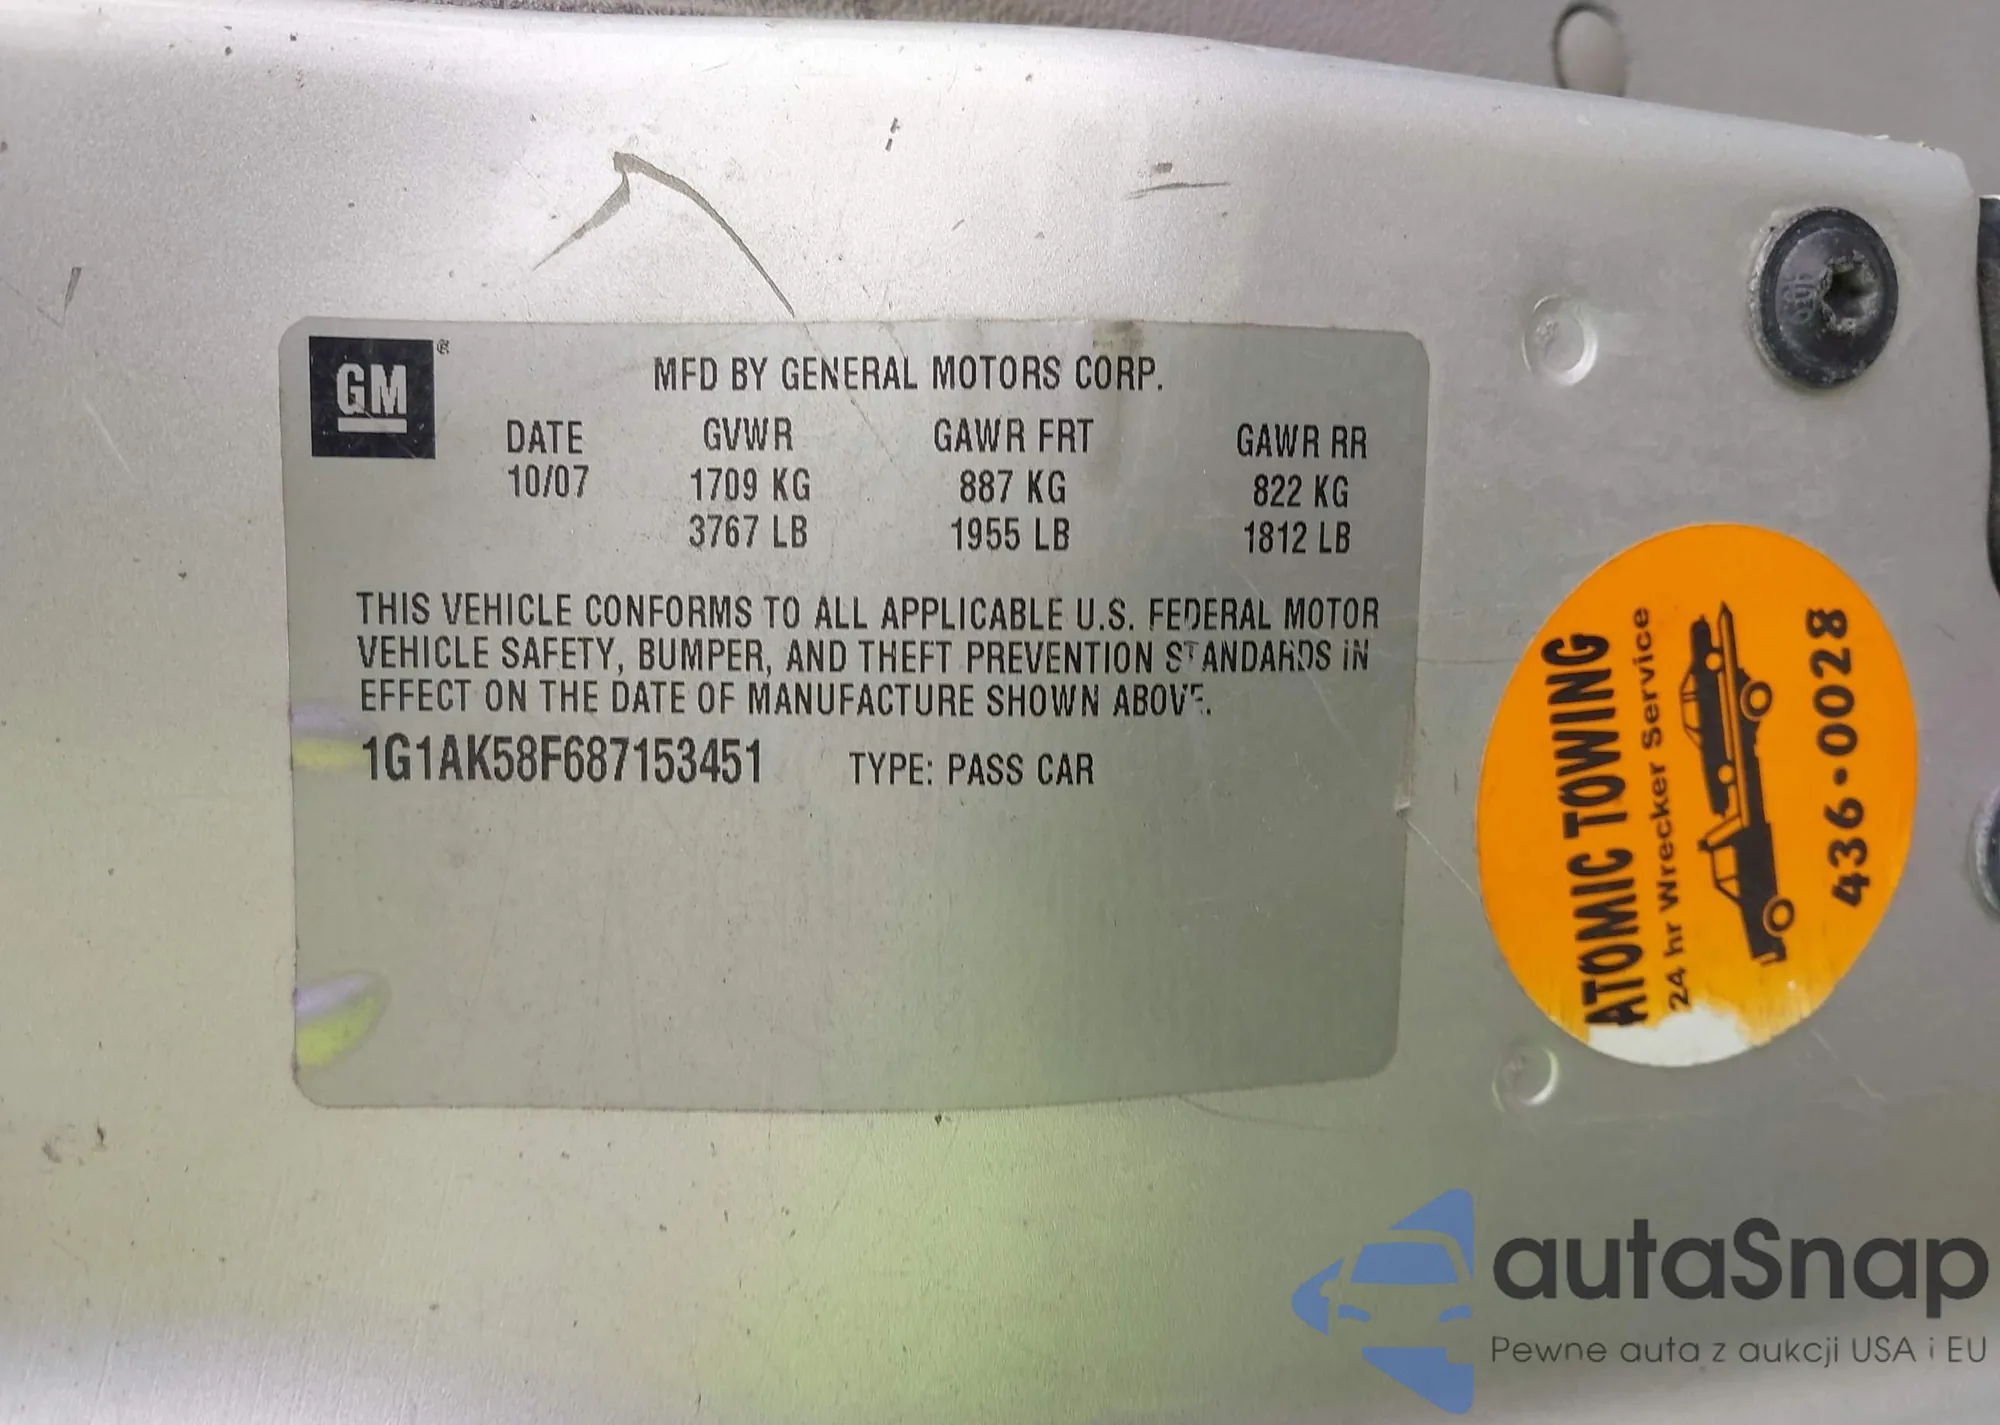 GM
MFD BY GENERAL MOTORS CORP.
DATE GVWR GAWR FRT GAWR RR
10/07 1709 KG 887 KG 822 KG
3767 LB 1955 LB 1812 LB
THIS VEHICLE CONFORMS TO ALL APPLICABLE U.S. FEDERAL MOTOR
VEHICLE SAFETY, BUMPER, AND THEFT PREVENTION STANDARDS IN
EFFECT ON THE DATE OF MANUFACTURE SHOWN ABOVE.
1G1AK58F687153451 TYPE: PASS CAR
ATOMIC TOWING
24 hr Wrecker Service
436•0028
autaSnap
Pewne auta z aukcji USA i EU